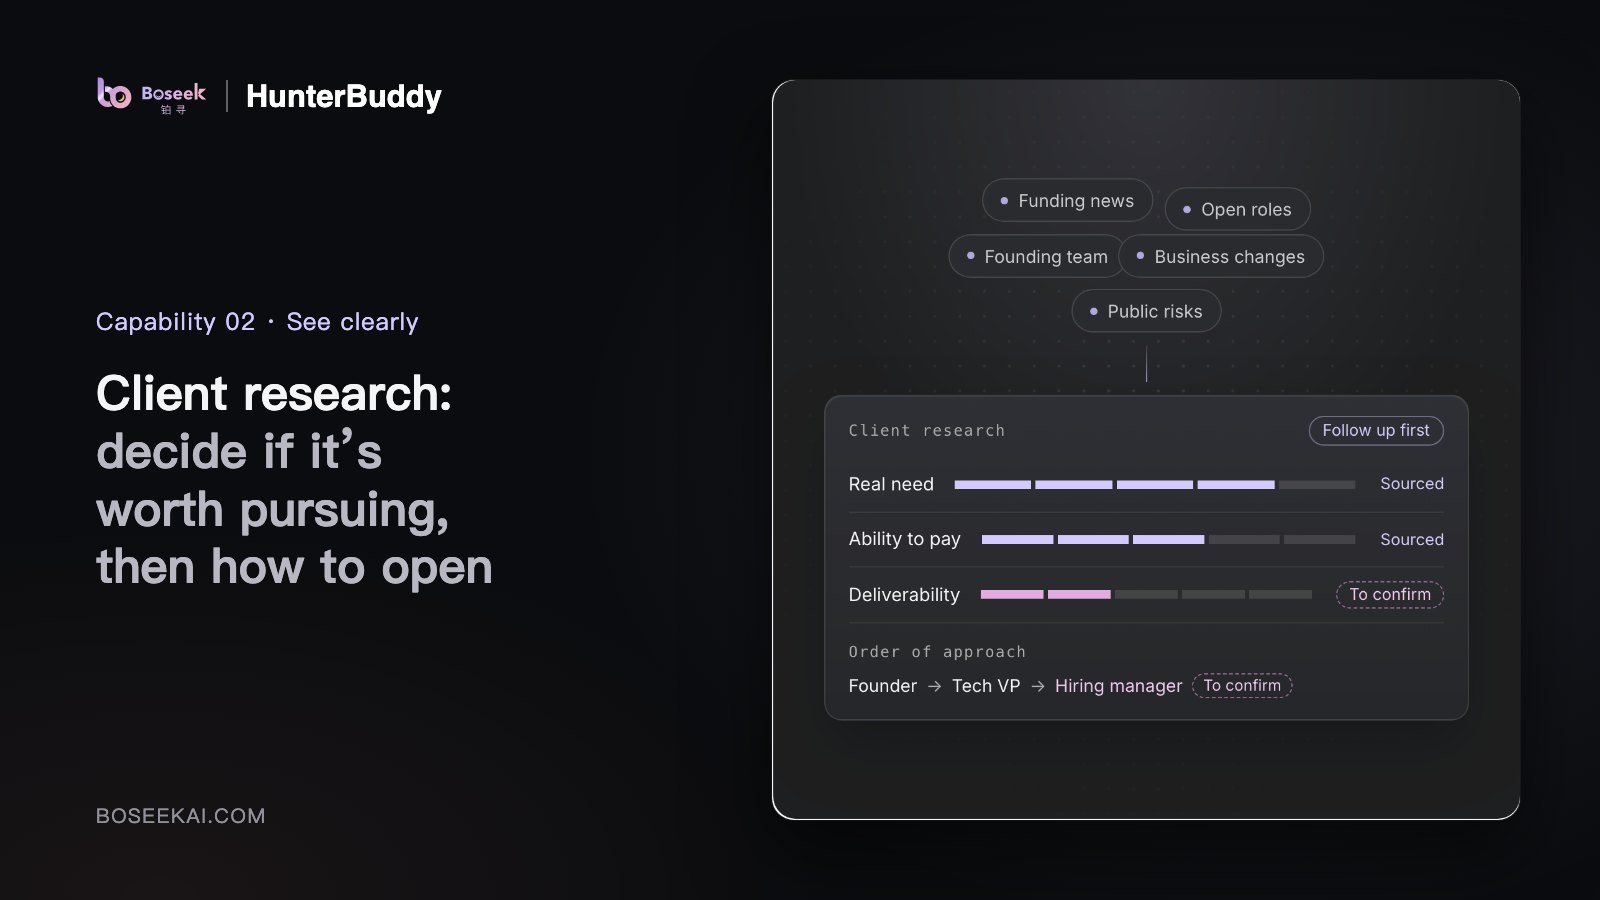 Boseek
铂寻
HunterBuddy
Capability 02 · See clearly
Client research:
decide if it’s
worth pursuing,
then how to open
BOSEEKAI.COM
Funding news
Open roles
Founding team
Business changes
Public risks
Client research
Follow up first
Real need
Sourced
Ability to pay
Sourced
Deliverability
To confirm
Order of approach
Founder → Tech VP → Hiring manager To confirm